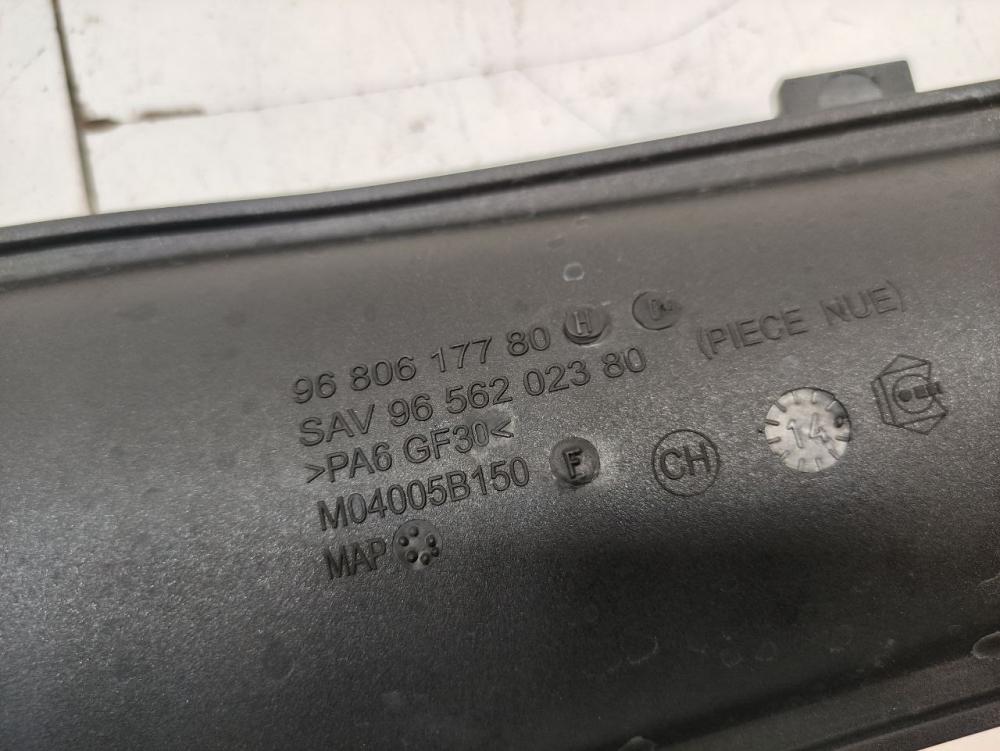 96 806 177 80 H
SAV 96 562 023 80 (PIECE NUE)
>PA6 GF30<
M04005B150 F CH 14
MAP